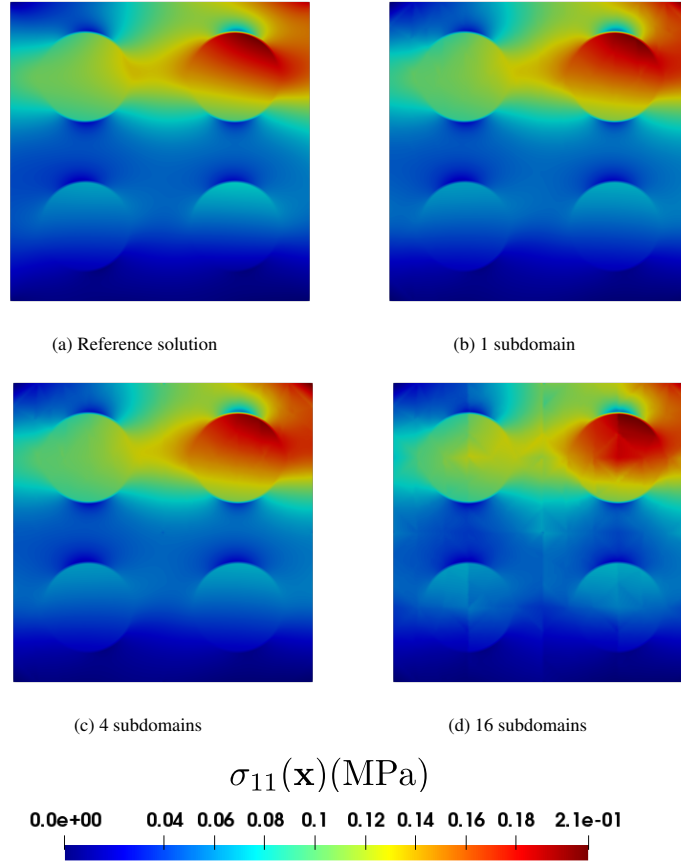 (a) Reference solution
(b) 1 subdomain
(c) 4 subdomains
(d) 16 subdomains
σ₁₁(𝐱)(MPa)
0.0e+00 0.04 0.06 0.08 0.1 0.12 0.14 0.16 0.18 2.1e-01